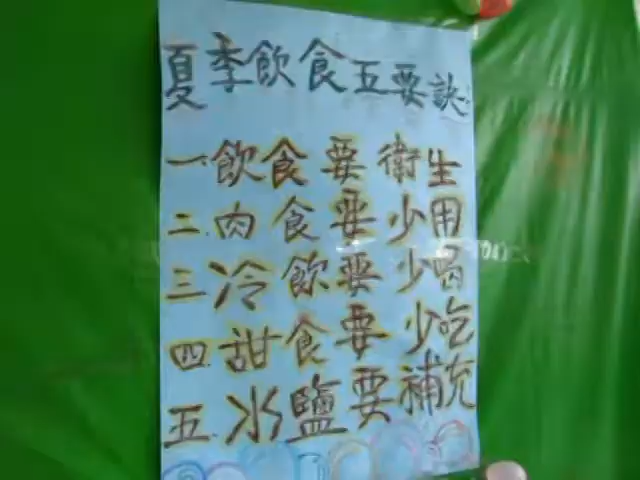 夏季飲食五要訣
一.飲食要衛生
二.肉食要少用
三.冷飲要少喝
四.甜食要少吃
五.水鹽要補充